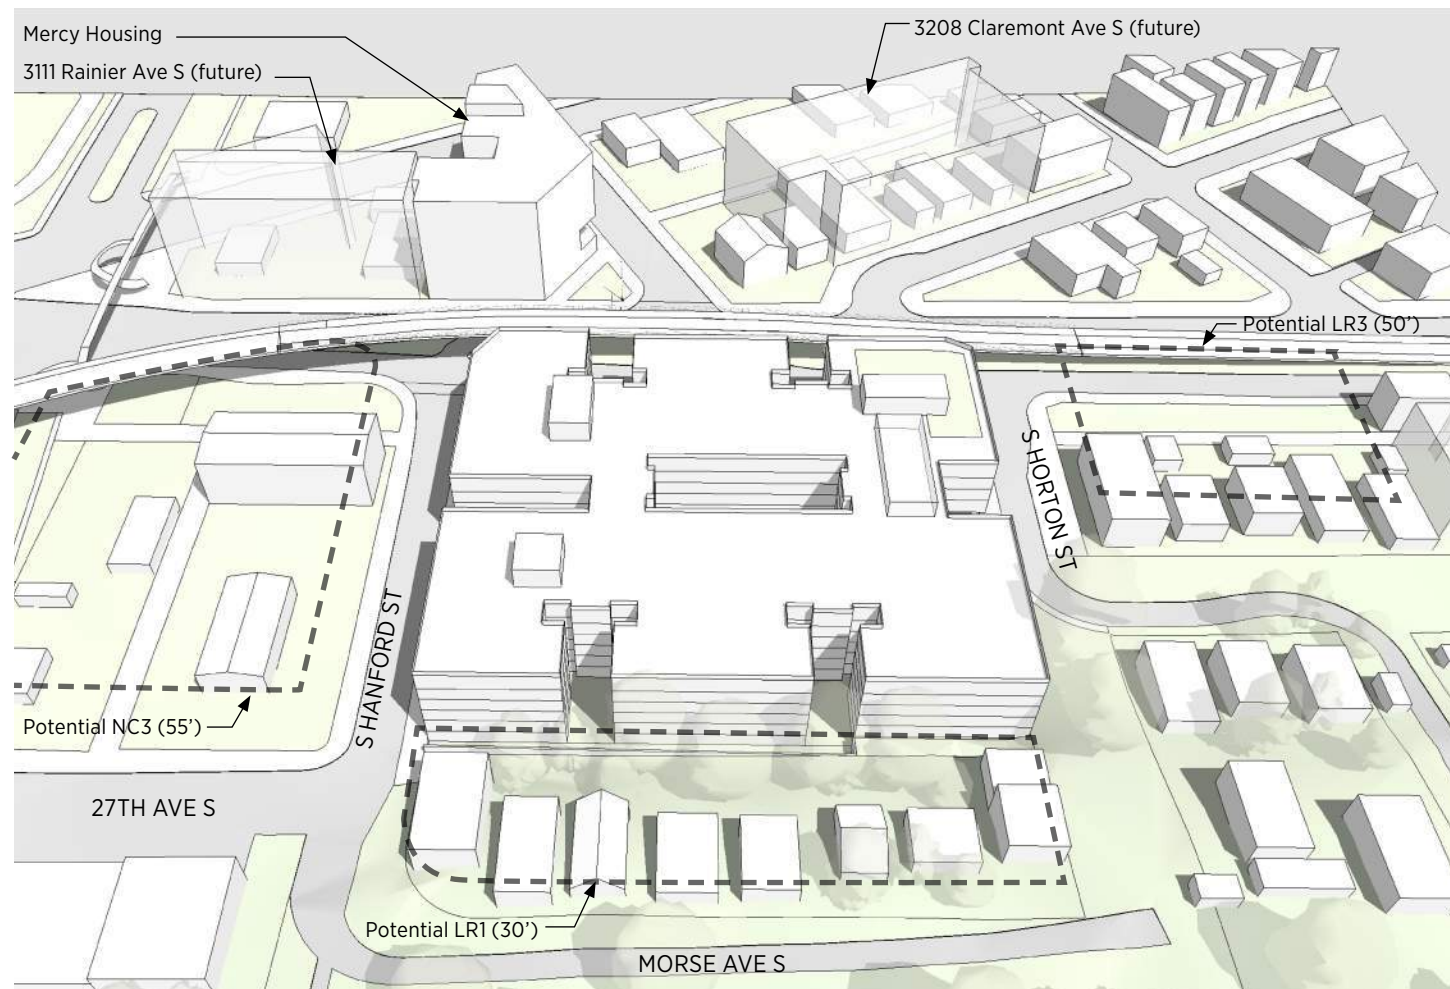 Mercy Housing
3208 Claremont Ave S (future)
3111 Rainier Ave S (future)
Potential LR3 (50’)
S HORTON ST
S HANFORD ST
Potential NC3 (55’)
27TH AVE S
Potential LR1 (30’)
MORSE AVE S